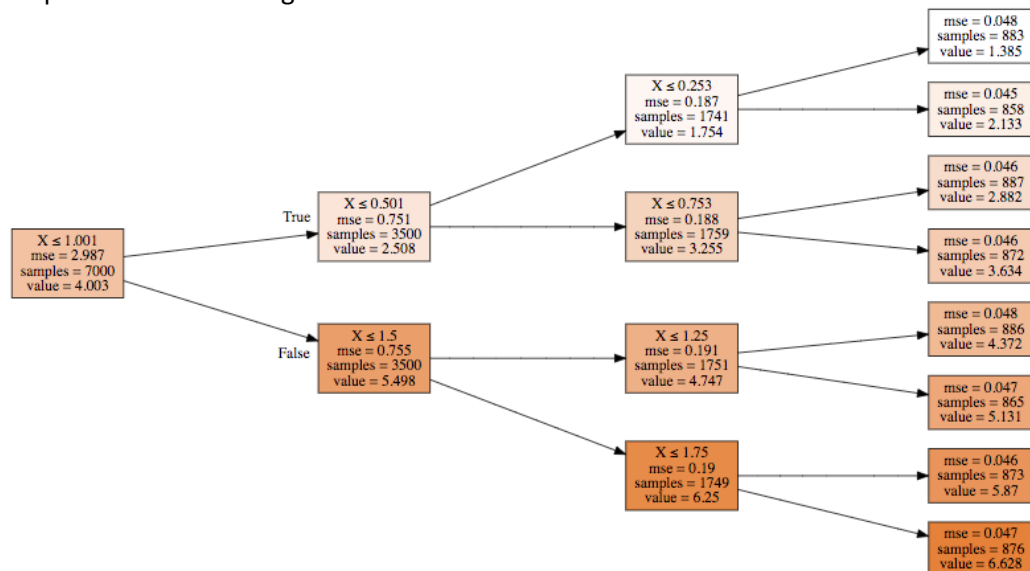 X ≤ 1.001
mse = 2.987
samples = 7000
value = 4.003
True
False
X ≤ 0.501
mse = 0.751
samples = 3500
value = 2.508
X ≤ 1.5
mse = 0.755
samples = 3500
value = 5.498
X ≤ 0.253
mse = 0.187
samples = 1741
value = 1.754
X ≤ 0.753
mse = 0.188
samples = 1759
value = 3.255
X ≤ 1.25
mse = 0.191
samples = 1751
value = 4.747
X ≤ 1.75
mse = 0.19
samples = 1749
value = 6.25
mse = 0.048
samples = 883
value = 1.385
mse = 0.045
samples = 858
value = 2.133
mse = 0.046
samples = 887
value = 2.882
mse = 0.046
samples = 872
value = 3.634
mse = 0.048
samples = 886
value = 4.372
mse = 0.047
samples = 865
value = 5.131
mse = 0.046
samples = 873
value = 5.87
mse = 0.047
samples = 876
value = 6.628